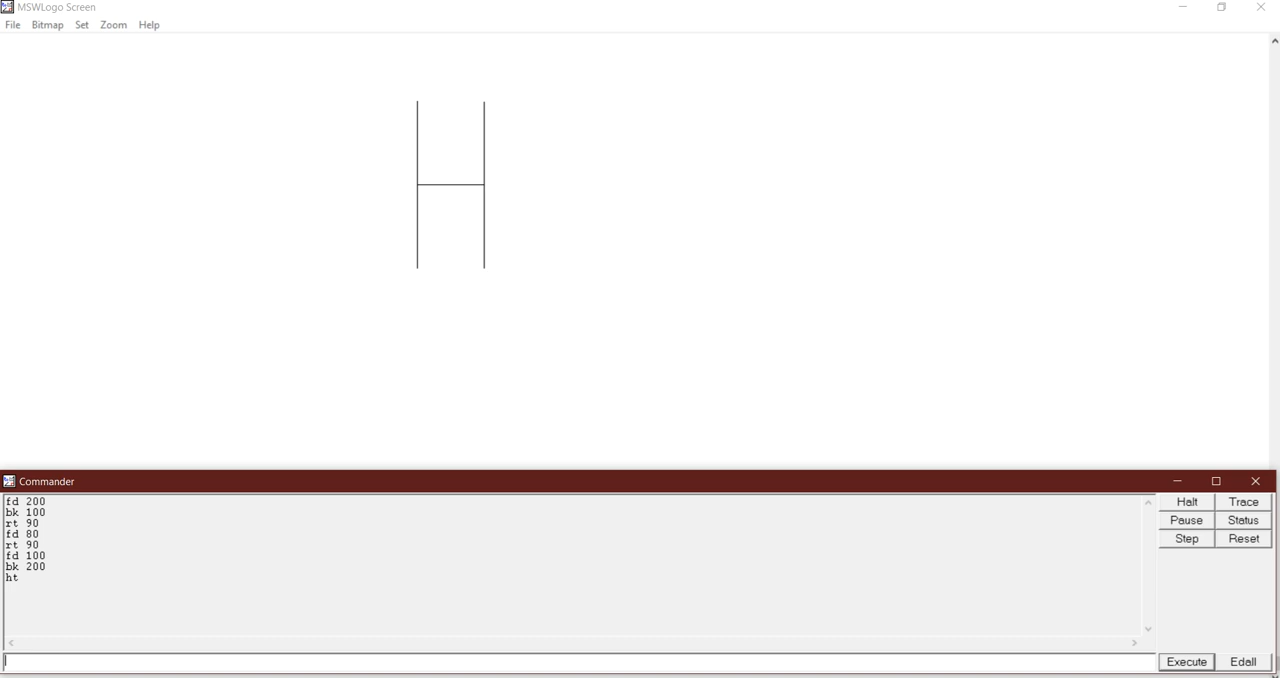 MSWLogo Screen
File Bitmap Set Zoom Help
Commander
fd 200
bk 100
rt 90
fd 80
rt 90
fd 100
bk 200
ht
Halt Trace
Pause Status
Step Reset
Execute Edall